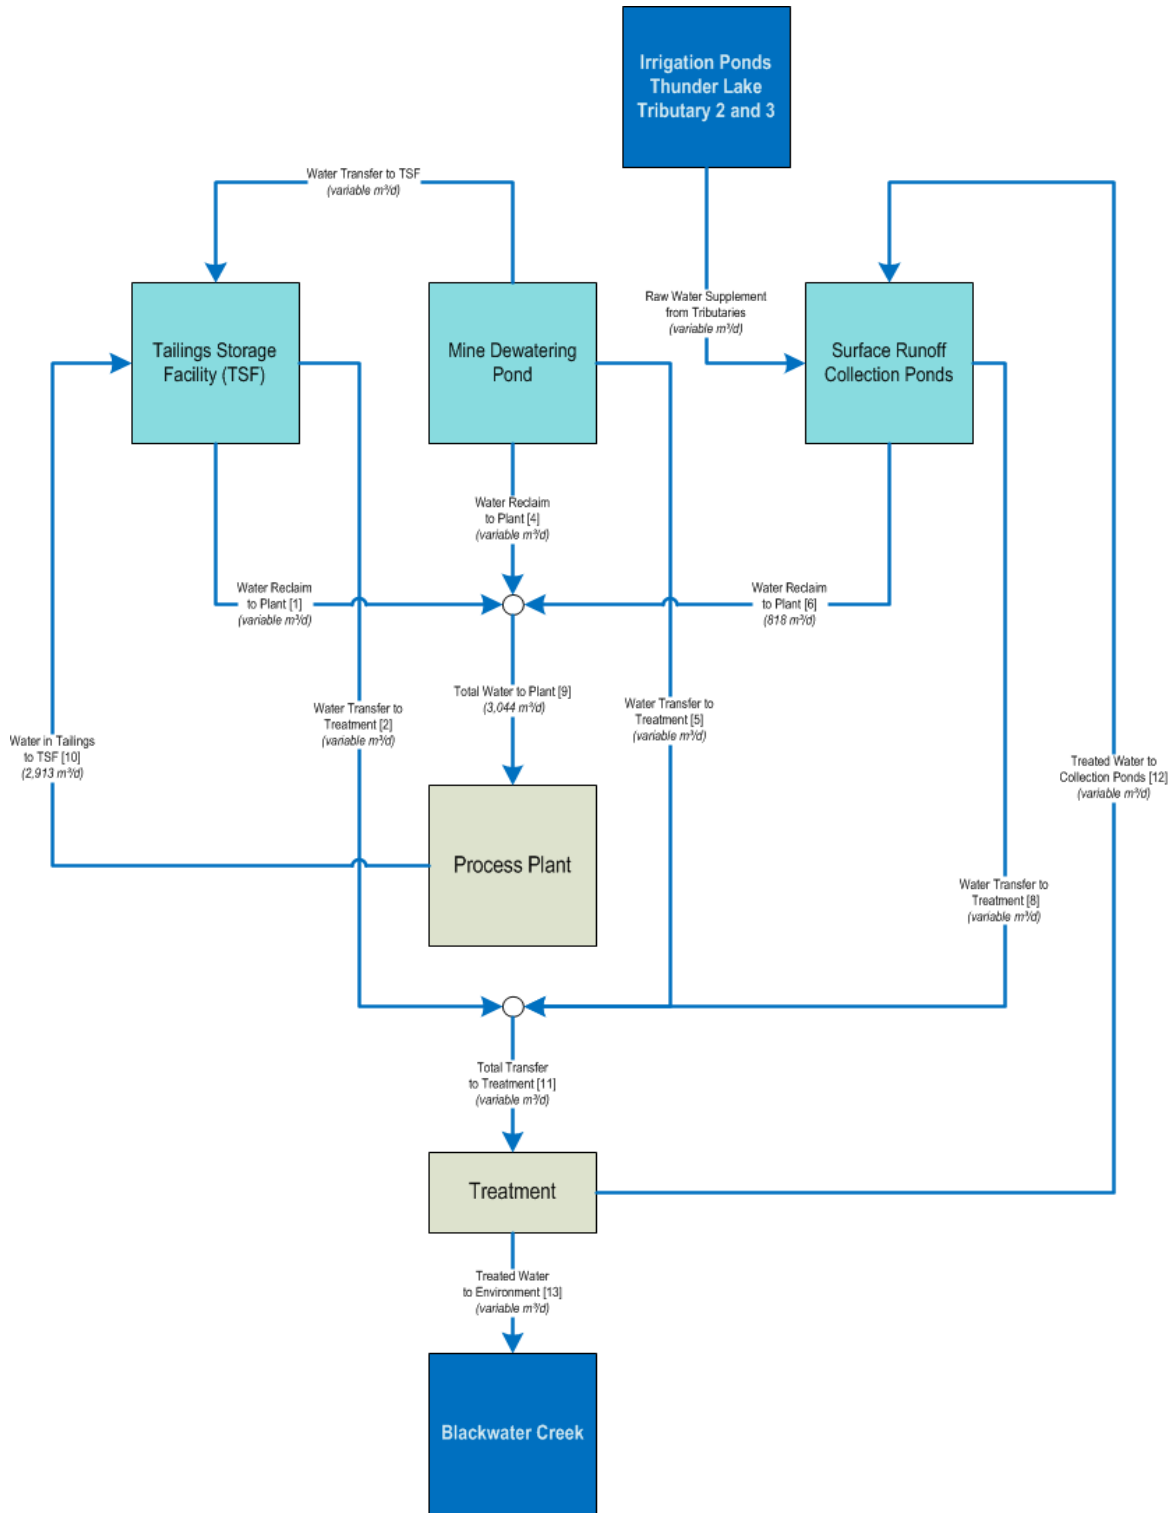 Irrigation Ponds
Thunder Lake
Tributary 2 and 3
Water Transfer to TSF
(variable m³/d)
Raw Water Supplement
from Tributaries
(variable m³/d)
Tailings Storage
Facility (TSF)
Mine Dewatering
Pond
Surface Runoff
Collection Ponds
Water Reclaim
to Plant [4]
(variable m³/d)
Water Reclaim
to Plant [1]
(variable m³/d)
Water Reclaim
to Plant [6]
(818 m³/d)
Total Water to Plant [9]
(3,044 m³/d)
Water Transfer to
Treatment [2]
(variable m³/d)
Water Transfer to
Treatment [5]
(variable m³/d)
Water in Tailings
to TSF [10]
(2,913 m³/d)
Treated Water to
Collection Ponds [12]
(variable m³/d)
Process Plant
Water Transfer to
Treatment [8]
(variable m³/d)
Total Transfer
to Treatment [11]
(variable m³/d)
Treatment
Treated Water
to Environment [13]
(variable m³/d)
Blackwater Creek